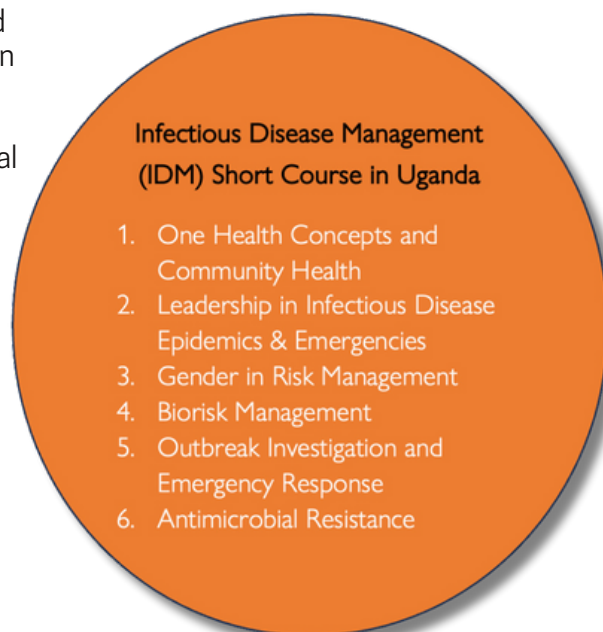 d
n
al
Infectious Disease Management
(IDM) Short Course in Uganda
1. One Health Concepts and
Community Health
2. Leadership in Infectious Disease
Epidemics & Emergencies
3. Gender in Risk Management
4. Biorisk Management
5. Outbreak Investigation and
Emergency Response
6. Antimicrobial Resistance